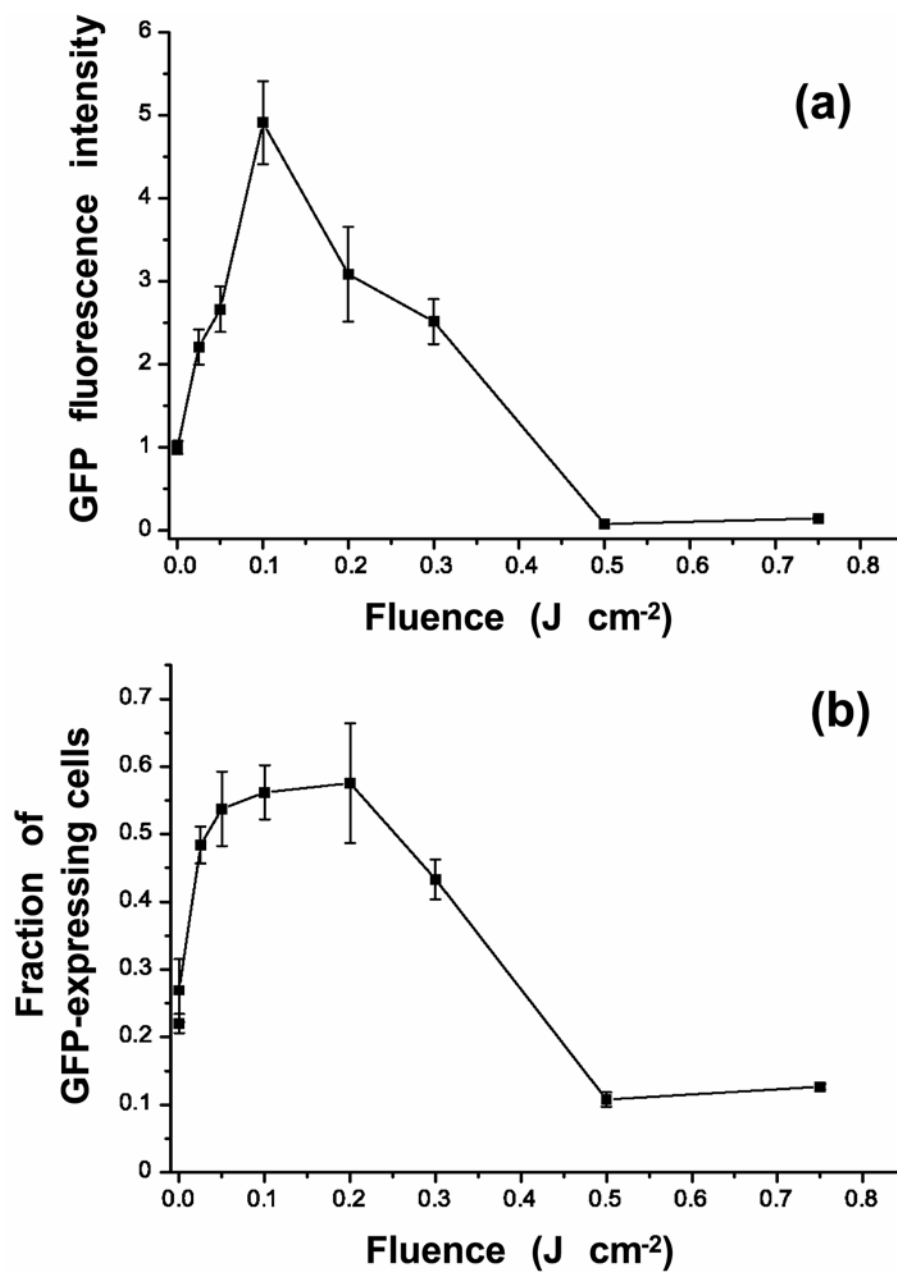 GFP fluorescence intensity
6
5
4
3
2
1
0
(a)
0.0 0.1 0.2 0.3 0.4 0.5 0.6 0.7 0.8
Fluence (J cm-2)
Fraction of
GFP-expressing cells
0.7
0.6
0.5
0.4
0.3
0.2
0.1
0
(b)
0.0 0.1 0.2 0.3 0.4 0.5 0.6 0.7 0.8
Fluence (J cm-2)